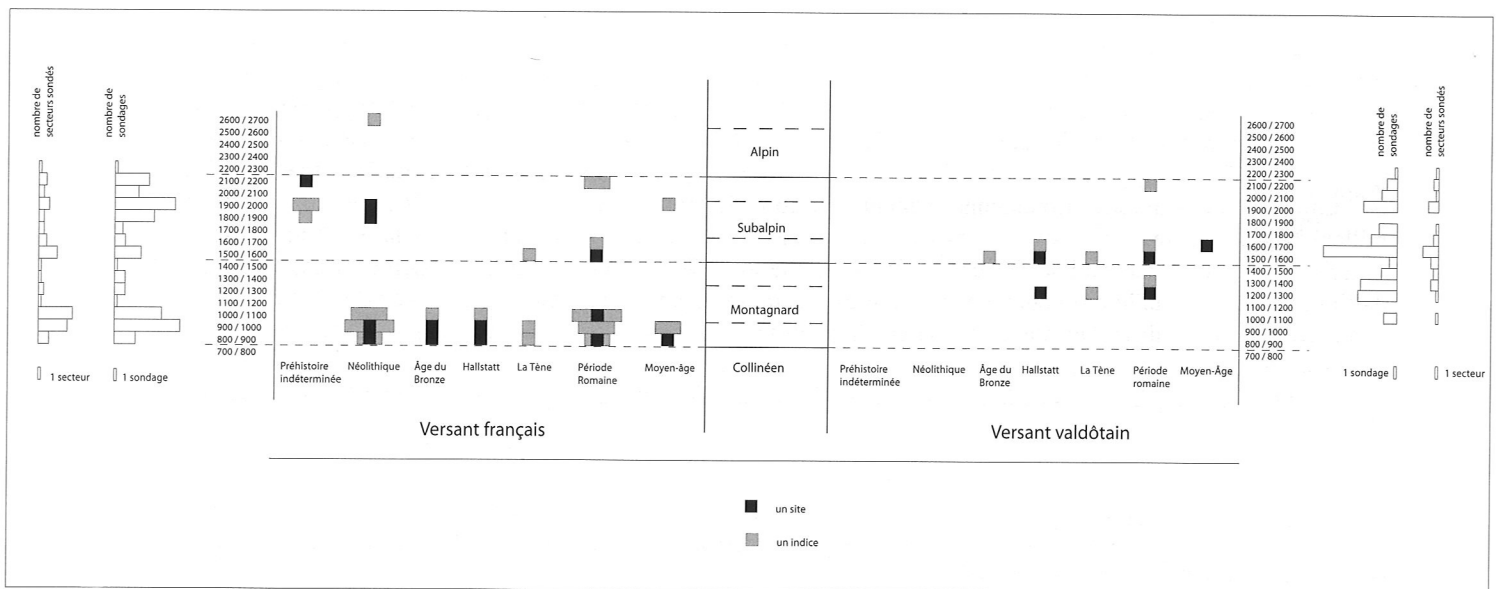 nombre de
secteurs sondés
nombre de
sondages
2600 / 2700
2500 / 2600
2400 / 2500
2300 / 2400
2200 / 2300
2100 / 2200
2000 / 2100
1900 / 2000
1800 / 1900
1700 / 1800
1600 / 1700
1500 / 1600
1400 / 1500
1300 / 1400
1200 / 1300
1100 / 1200
1000 / 1100
900 / 1000
800 / 900
700 / 800
1 secteur
1 sondage
Préhistoire
indéterminée
Néolithique
Âge du
Bronze
Hallstatt
La Tène
Période
Romaine
Moyen-âge
Versant français
Alpin
Subalpin
Montagnard
Collinéen
Préhistoire
indéterminée
Néolithique
Âge du
Bronze
Hallstatt
La Tène
Période
romaine
Moyen-Âge
Versant valdôtain
2600 / 2700
2500 / 2600
2400 / 2500
2300 / 2400
2200 / 2300
2100 / 2200
2000 / 2100
1900 / 2000
1800 / 1900
1700 / 1800
1600 / 1700
1500 / 1600
1400 / 1500
1300 / 1400
1200 / 1300
1100 / 1200
1000 / 1100
900 / 1000
800 / 900
700 / 800
nombre de
sondages
nombre de
secteurs sondés
1 sondage
1 secteur
un site
un indice